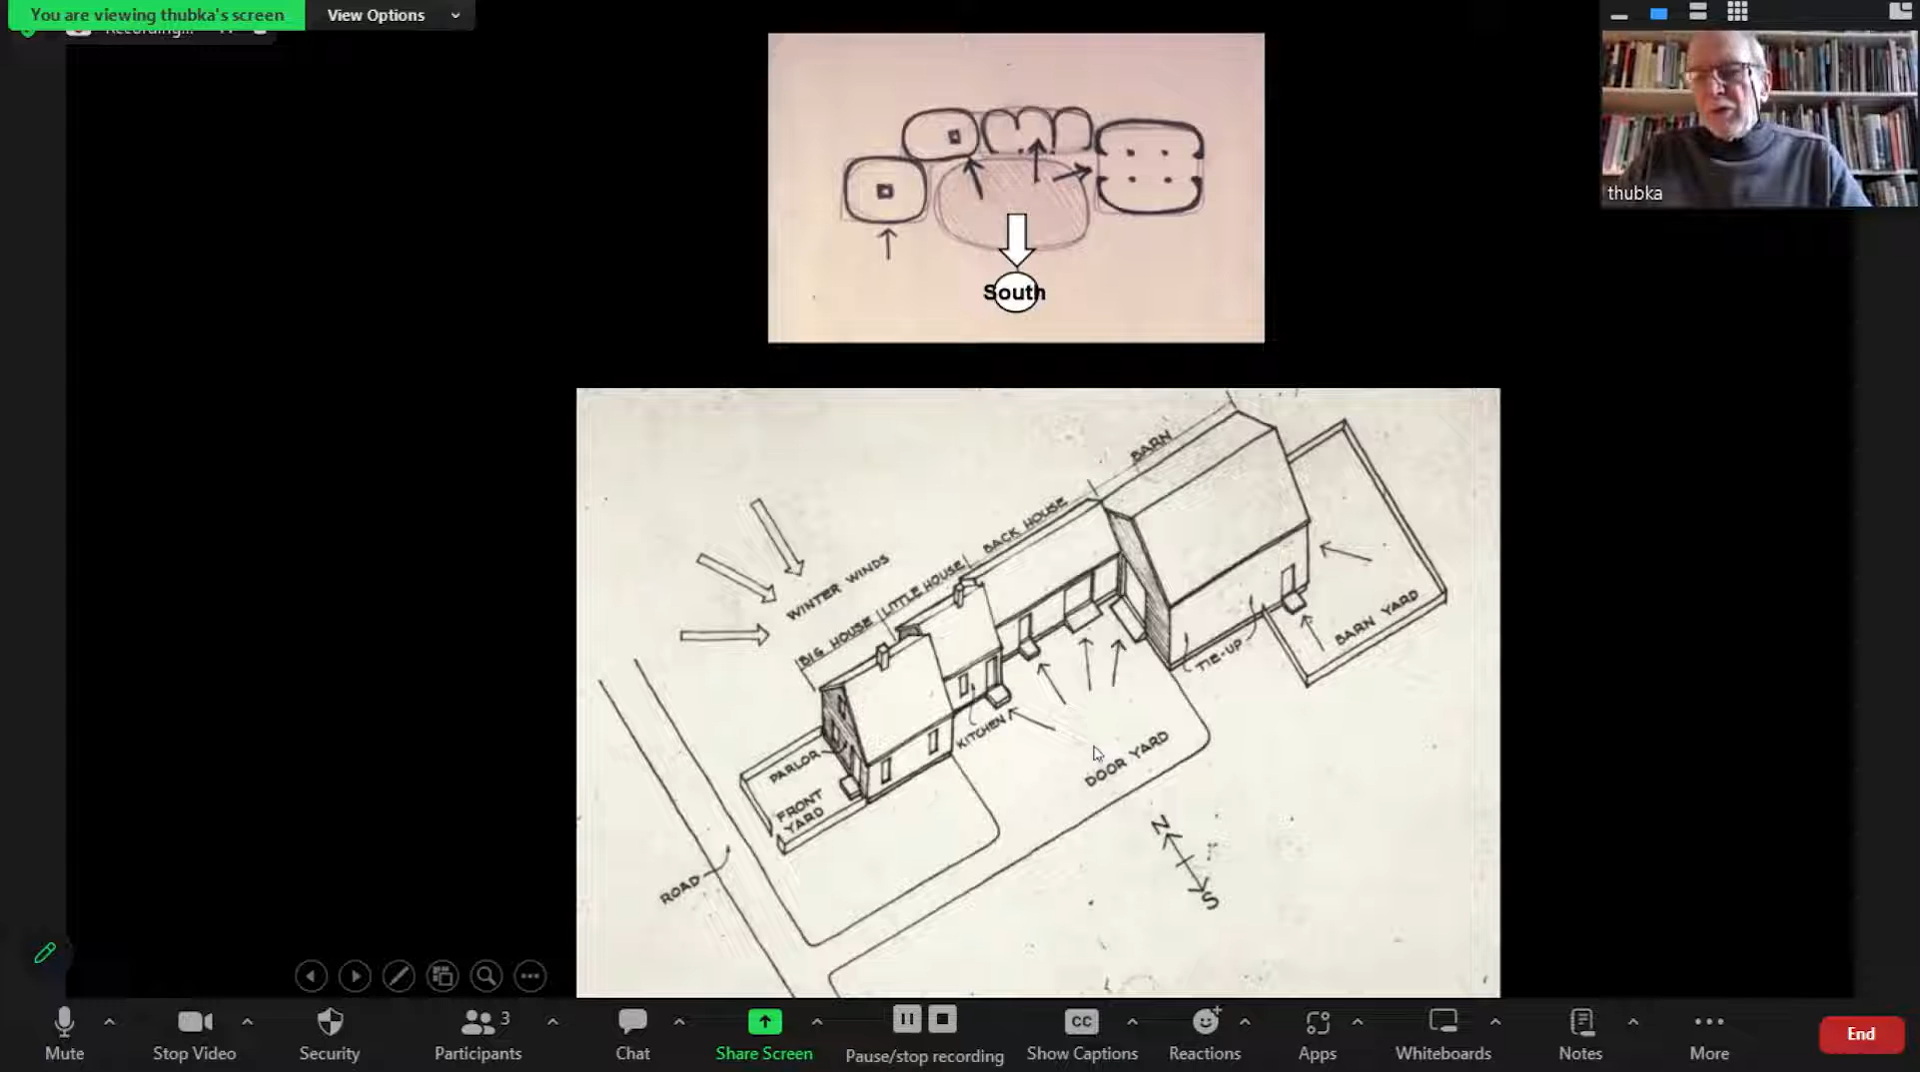 You are viewing thubka's screen
View Options
Recording...
thubka
South
BARN
BACK HOUSE
LITTLE HOUSE
BIG HOUSE
WINTER WINDS
BARN YARD
TIE-UP
KITCHEN
DOOR YARD
PARLOR
FRONT
YARD
ROAD
N
S
Mute
Stop Video
Security
3
Participants
Chat
Share Screen
Pause/stop recording
CC
Show Captions
Reactions
Apps
Whiteboards
Notes
More
End